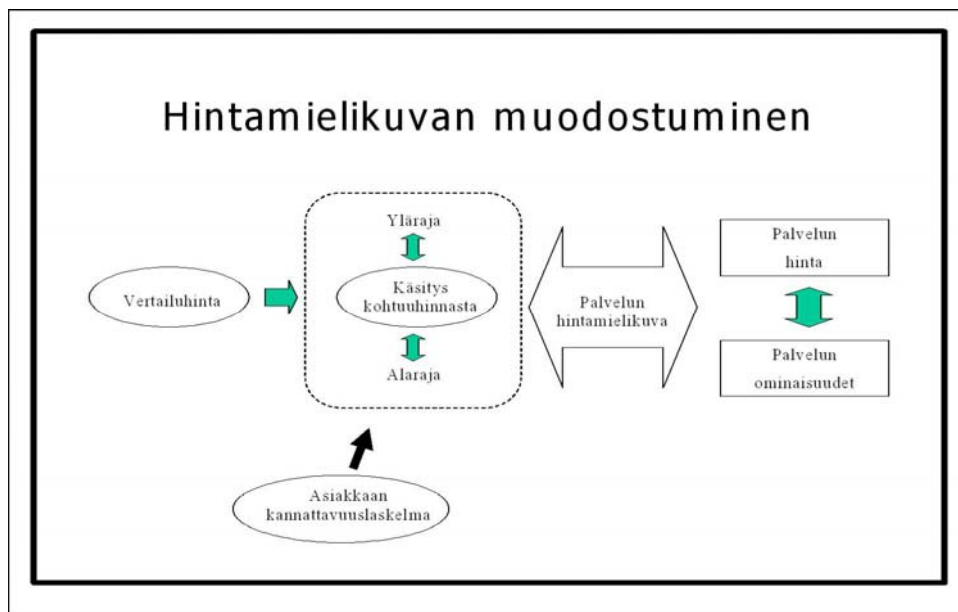 Hintamielikuvan muodostuminen
Vertailuhinta
Yläraja
Käsitys
kohtuuhinnasta
Alaraja
Palvelun
hintamielikuva
Palvelun
hinta
Palvelun
ominaisuudet
Asiakkaan
kannattavuuslaskelma